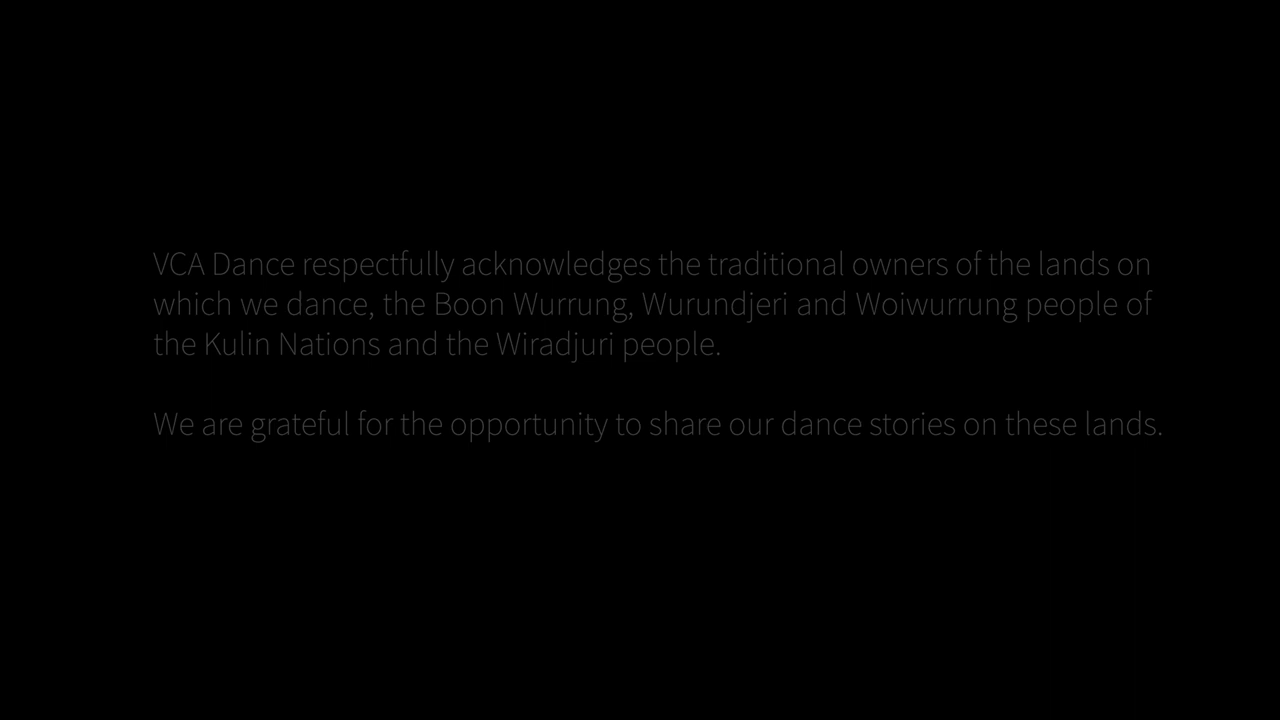 VCA Dance respectfully acknowledges the traditional owners of the lands on
which we dance, the Boon Wurrung, Wurundjeri and Woiwurrung people of
the Kulin Nations and the Wiradjuri people.
We are grateful for the opportunity to share our dance stories on these lands.